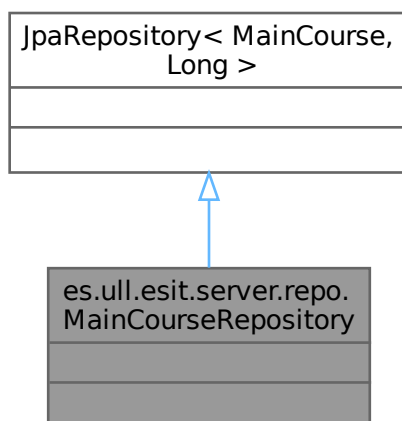 JpaRepository< MainCourse,
Long >
es.ull.esit.server.repo.
MainCourseRepository